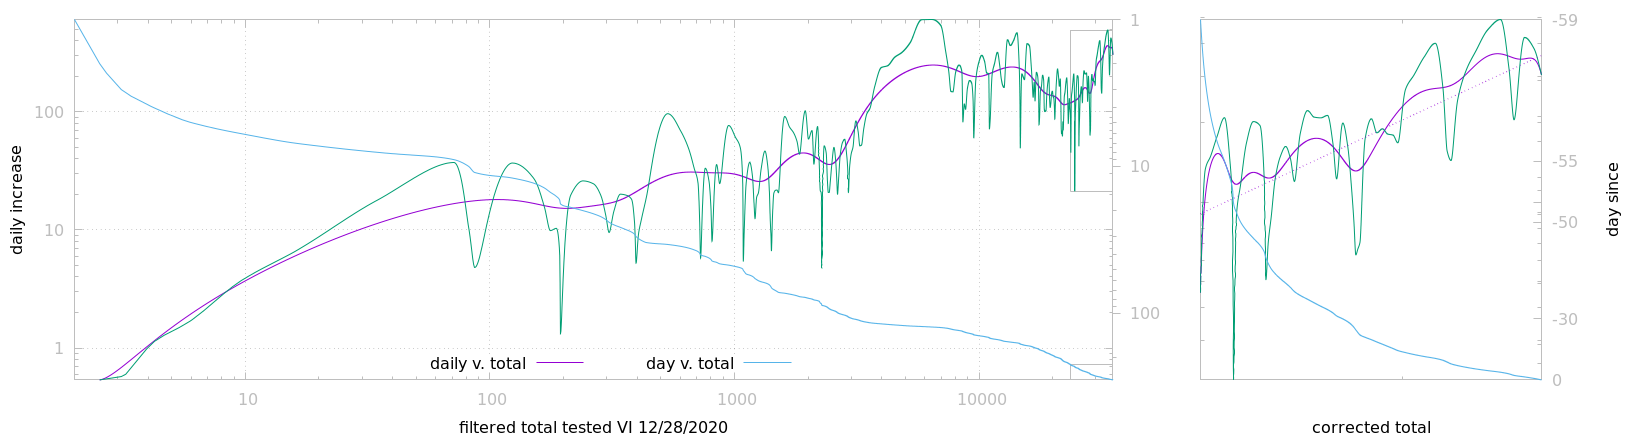 1
-59
100
daily increase
10
-55
day since
10
-50
100
-30
1
daily v. total
day v. total
0
10
100
1000
10000
filtered total tested VI 12/28/2020
corrected total